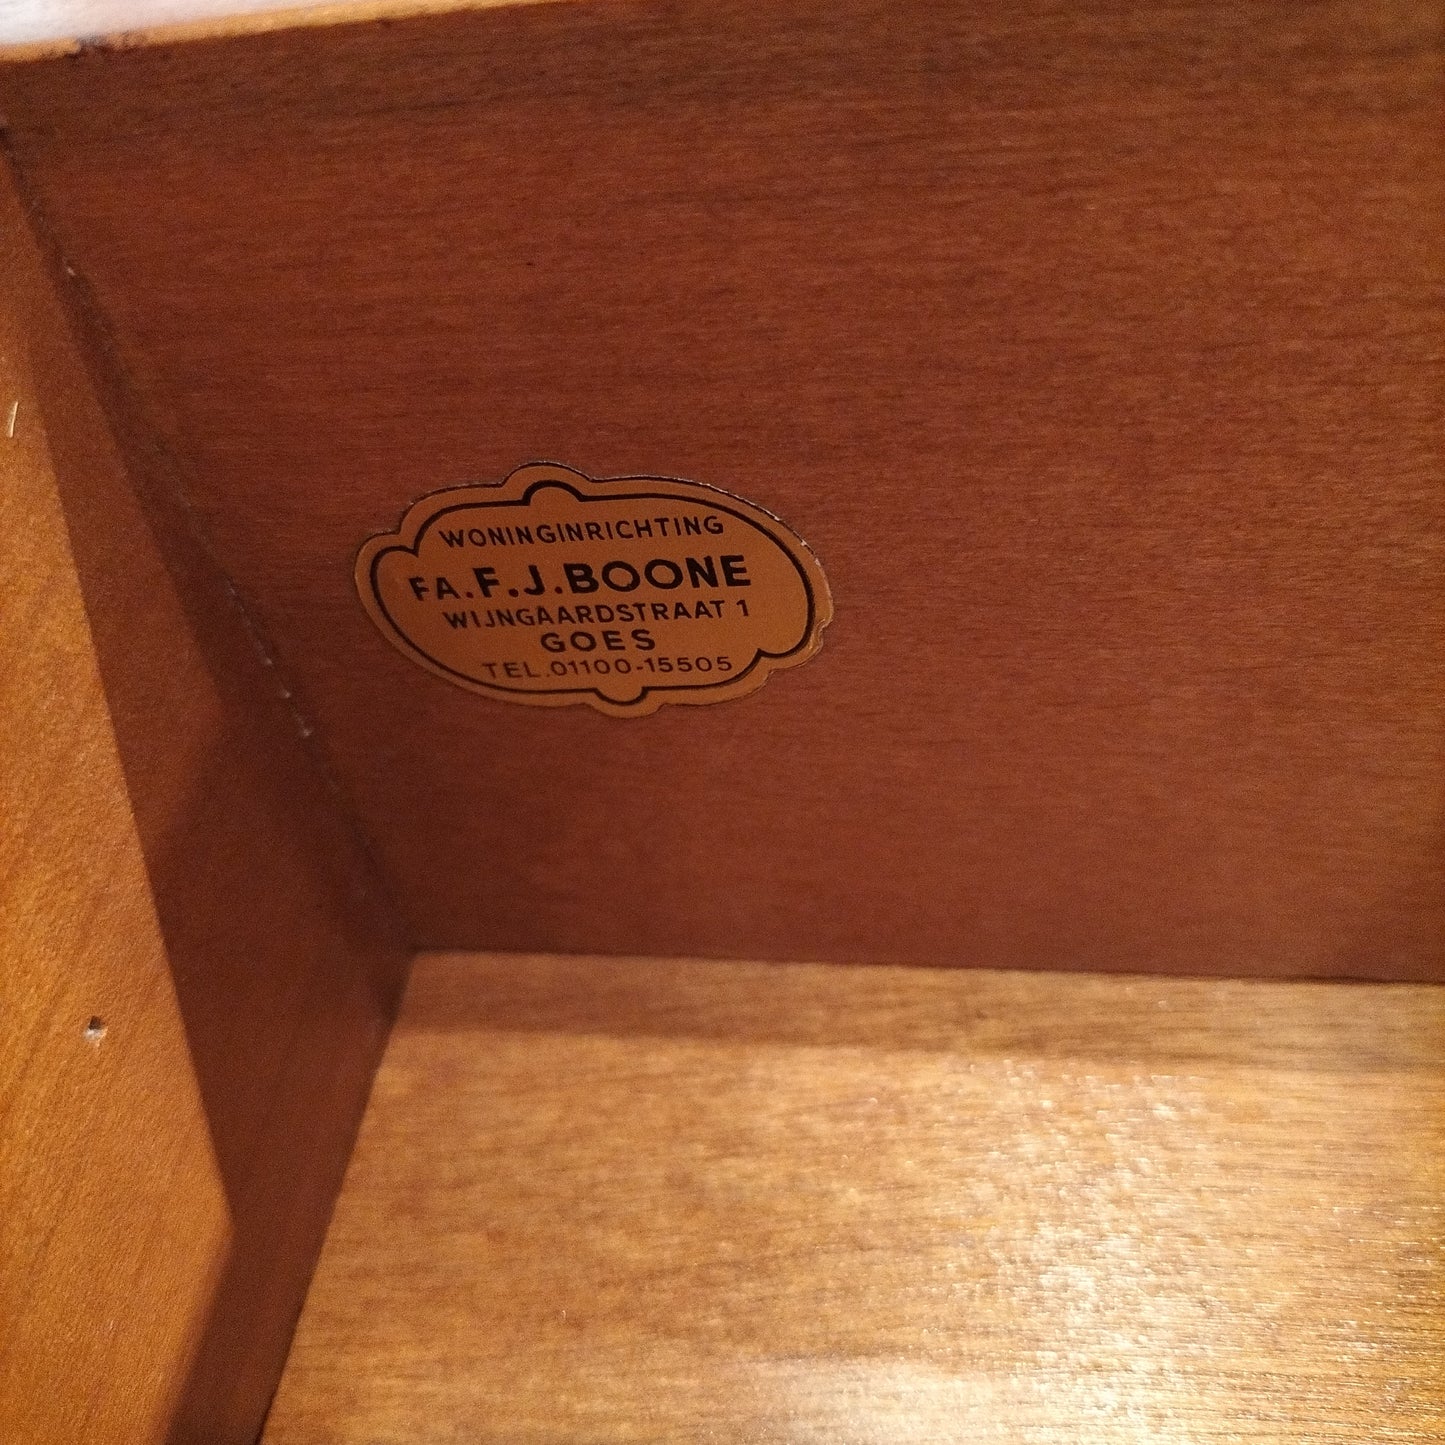 WONINGINRICHTING
FA.F.J.BOONE
WIJNGAARDSTRAAT 1
GOES
TEL.01100-15505